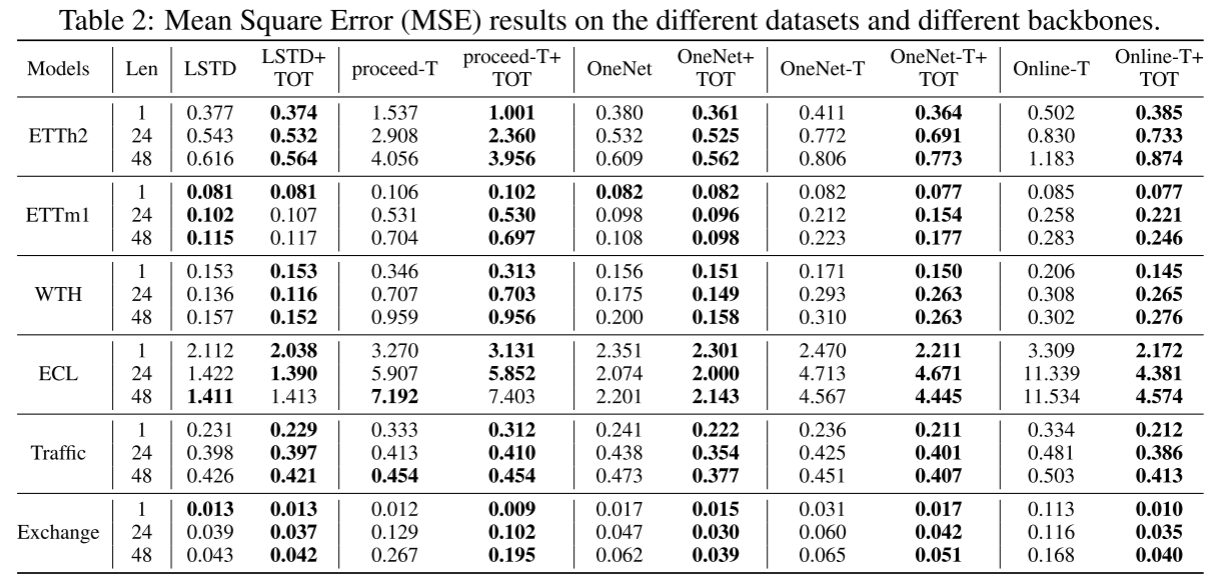 Table 2: Mean Square Error (MSE) results on the different datasets and different backbones.
Models Len LSTD LSTD+ TOT proceed-T proceed-T+ TOT OneNet OneNet+ TOT OneNet-T OneNet-T+ TOT Online-T Online-T+ TOT
1 0.377 0.374 1.537 1.001 0.380 0.361 0.411 0.364 0.502 0.385
ETTh2 24 0.543 0.532 2.908 2.360 0.532 0.525 0.772 0.691 0.830 0.733
48 0.616 0.564 4.056 3.956 0.609 0.562 0.806 0.773 1.183 0.874
1 0.081 0.081 0.106 0.102 0.082 0.082 0.082 0.077 0.085 0.077
ETTm1 24 0.102 0.107 0.531 0.530 0.098 0.096 0.212 0.154 0.258 0.221
48 0.115 0.117 0.704 0.697 0.108 0.098 0.223 0.177 0.283 0.246
1 0.153 0.153 0.346 0.313 0.156 0.151 0.171 0.150 0.206 0.145
WTH 24 0.136 0.116 0.707 0.703 0.175 0.149 0.293 0.263 0.308 0.265
48 0.157 0.152 0.959 0.956 0.200 0.158 0.310 0.263 0.302 0.276
1 2.112 2.038 3.270 3.131 2.351 2.301 2.470 2.211 3.309 2.172
ECL 24 1.422 1.390 5.907 5.852 2.074 2.000 4.713 4.671 11.339 4.381
48 1.411 1.413 7.192 7.403 2.201 2.143 4.567 4.445 11.534 4.574
1 0.231 0.229 0.333 0.312 0.241 0.222 0.236 0.211 0.334 0.212
Traffic 24 0.398 0.397 0.413 0.410 0.438 0.354 0.425 0.401 0.481 0.386
48 0.426 0.421 0.454 0.454 0.473 0.377 0.451 0.407 0.503 0.413
1 0.013 0.013 0.012 0.009 0.017 0.015 0.031 0.017 0.113 0.010
Exchange 24 0.039 0.037 0.129 0.102 0.047 0.030 0.060 0.042 0.116 0.035
48 0.043 0.042 0.267 0.195 0.062 0.039 0.065 0.051 0.168 0.040